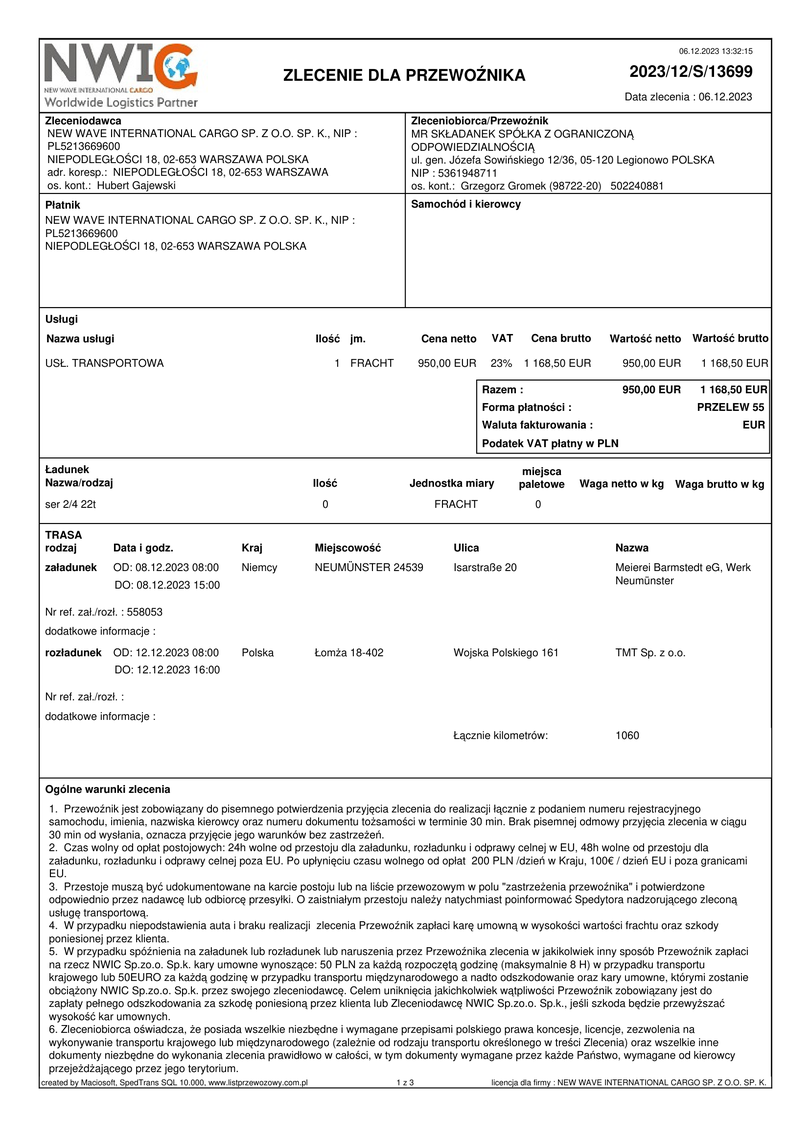 NWIC
NEW WAVE INTERNATIONAL CARGO
Worldwide Logistics Partner
ZLECENIE DLA PRZEWOŹNIKA
06.12.2023 13:32:15
2023/12/S/13699
Data zlecenia : 06.12.2023
Zleceniodawca
NEW WAVE INTERNATIONAL CARGO SP. Z O.O. SP. K., NIP :
PL5213669600
NIEPODLEGŁOŚCI 18, 02-653 WARSZAWA POLSKA
adr. koresp.: NIEPODLEGŁOŚCI 18, 02-653 WARSZAWA
os. kont.: Hubert Gajewski
Zleceniobiorca/Przewoźnik
MR SKŁADANEK SPÓŁKA Z OGRANICZONĄ
ODPOWIEDZIALNOŚCIĄ
ul. gen. Józefa Sowińskiego 12/36, 05-120 Legionowo POLSKA
NIP : 5361948711
os. kont.: Grzegorz Gromek (98722-20) 502240881
Płatnik
NEW WAVE INTERNATIONAL CARGO SP. Z O.O. SP. K., NIP :
PL5213669600
NIEPODLEGŁOŚCI 18, 02-653 WARSZAWA POLSKA
Samochód i kierowcy
Usługi
Nazwa usługi Ilość jm. Cena netto VAT Cena brutto Wartość netto Wartość brutto
USŁ. TRANSPORTOWA 1 FRACHT 950,00 EUR 23% 1 168,50 EUR 950,00 EUR 1 168,50 EUR
Razem : 950,00 EUR 1 168,50 EUR
Forma płatności : PRZELEW 55
Waluta fakturowania : EUR
Podatek VAT płatny w PLN
Ładunek
Nazwa/rodzaj Ilość Jednostka miary miejsca paletowe Waga netto w kg Waga brutto w kg
ser 2/4 22t 0 FRACHT 0
TRASA
rodzaj Data i godz. Kraj Miejscowość Ulica Nazwa
załadunek OD: 08.12.2023 08:00 Niemcy NEUMÜNSTER 24539 Isarstraße 20 Meierei Barmstedt eG, Werk
DO: 08.12.2023 15:00 Neumünster
Nr ref. zał./rozł. : 558053
dodatkowe informacje :
rozładunek OD: 12.12.2023 08:00 Polska Łomża 18-402 Wojska Polskiego 161 TMT Sp. z o.o.
DO: 12.12.2023 16:00
Nr ref. zał./rozł. :
dodatkowe informacje :
Łącznie kilometrów: 1060
Ogólne warunki zlecenia
1. Przewoźnik jest zobowiązany do pisemnego potwierdzenia przyjęcia zlecenia do realizacji łącznie z podaniem numeru rejestracyjnego
samochodu, imienia, nazwiska kierowcy oraz numeru dokumentu tożsamości w terminie 30 min. Brak pisemnej odmowy przyjęcia zlecenia w ciągu
30 min od wysłania, oznacza przyjęcie jego warunków bez zastrzeżeń.
2. Czas wolny od opłat postojowych: 24h wolne od przestoju dla załadunku, rozładunku i odprawy celnej w EU, 48h wolne od przestoju dla
załadunku, rozładunku i odprawy celnej poza EU. Po upłynięciu czasu wolnego od opłat 200 PLN /dzień w Kraju, 100€ / dzień EU i poza granicami
EU.
3. Przestoje muszą być udokumentowane na karcie postoju lub na liście przewozowym w polu "zastrzeżenia przewoźnika" i potwierdzone
odpowiednio przez nadawcę lub odbiorcę przesyłki. O zaistniałym przestoju należy natychmiast poinformować Spedytora nadzorującego zleconą
usługę transportową.
4. W przypadku niepodstawienia auta i braku realizacji zlecenia Przewoźnik zapłaci karę umowną w wysokości wartości frachtu oraz szkody
poniesionej przez klienta.
5. W przypadku spóźnienia na załadunek lub rozładunek lub naruszenia przez Przewoźnika zlecenia w jakikolwiek inny sposób Przewoźnik zapłaci
na rzecz NWIC Sp.zo.o. Sp.k. kary umowne wynoszące: 50 PLN za każdą rozpoczętą godzinę (maksymalnie 8 H) w przypadku transportu
krajowego lub 50EURO za każdą godzinę w przypadku transportu międzynarodowego a nadto odszkodowanie oraz kary umowne, którymi zostanie
obciążony NWIC Sp.zo.o. Sp.k. przez swojego zleceniodawcę. Celem uniknięcia jakichkolwiek wątpliwości Przewoźnik zobowiązany jest do
zapłaty pełnego odszkodowania za szkodę poniesioną przez klienta lub Zleceniodawcę NWIC Sp.zo.o. Sp.k., jeśli szkoda będzie przewyższać
wysokość kar umownych.
6. Zleceniobiorca oświadcza, że posiada wszelkie niezbędne i wymagane przepisami polskiego prawa koncesje, licencje, zezwolenia na
wykonywanie transportu krajowego lub międzynarodowego (zależnie od rodzaju transportu określonego w treści Zlecenia) oraz wszelkie inne
dokumenty niezbędne do wykonania zlecenia prawidłowo w całości, w tym dokumenty wymagane przez każde Państwo, wymagane od kierowcy
przejeżdżającego przez jego terytorium.
created by Maciosoft, SpedTrans SQL 10.000, www.listprzewozowy.com.pl 1 z 3 licencja dla firmy : NEW WAVE INTERNATIONAL CARGO SP. Z O.O. SP. K.